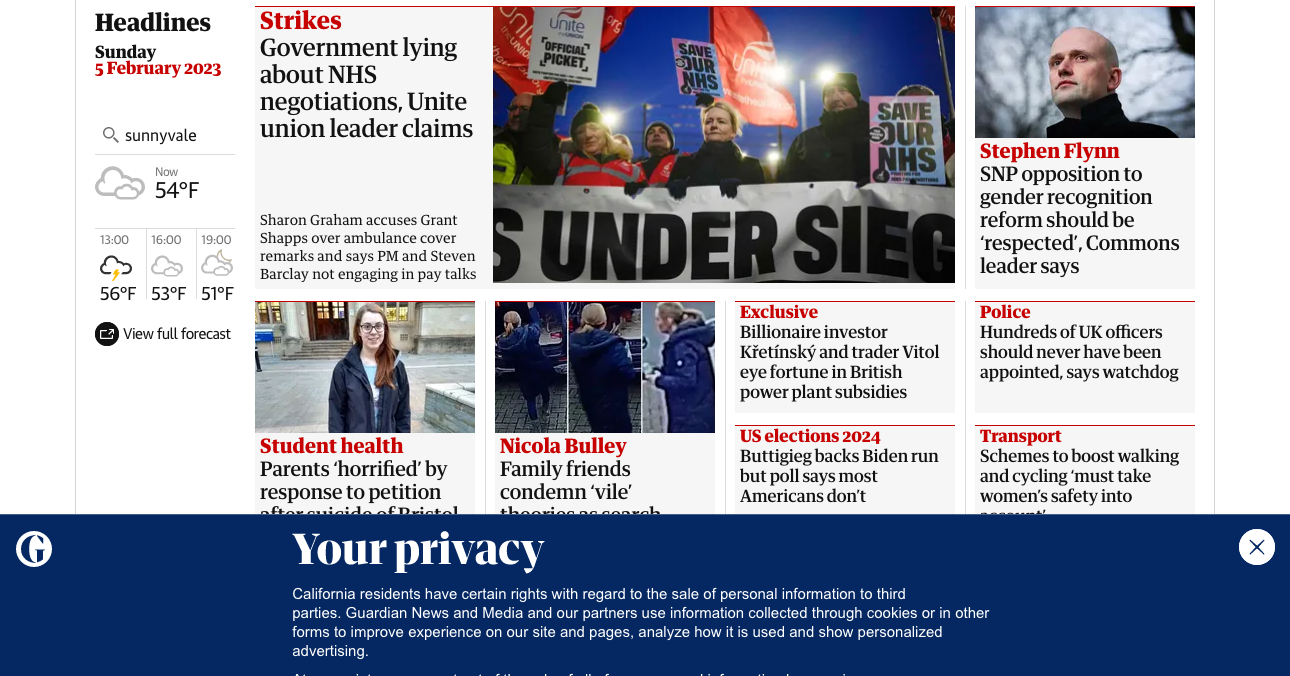 Headlines
Sunday
5 February 2023
sunnyvale
Now
54°F
13:00
16:00
19:00
56°F
53°F
51°F
View full forecast
Strikes
Government lying
about NHS
negotiations, Unite
union leader claims
Sharon Graham accuses Grant
Shapps over ambulance cover
remarks and says PM and Steven
Barclay not engaging in pay talks
unite
the UNION
OFFICIAL
PICKET
SAVE
OUR
NHS
SAVE
OUR
NHS
S UNDER SIEG
Stephen Flynn
SNP opposition to
gender recognition
reform should be
‘respected’, Commons
leader says
Student health
Parents ‘horrified’ by
response to petition
after suicide of Bristol
Nicola Bulley
Family friends
condemn ‘vile’
theories as search
Exclusive
Billionaire investor
Křetínský and trader Vitol
eye fortune in British
power plant subsidies
Police
Hundreds of UK officers
should never have been
appointed, says watchdog
US elections 2024
Buttigieg backs Biden run
but poll says most
Americans don’t
Transport
Schemes to boost walking
and cycling ‘must take
women’s safety into
account’
Your privacy
California residents have certain rights with regard to the sale of personal information to third
parties. Guardian News and Media and our partners use information collected through cookies or in other
forms to improve experience on our site and pages, analyze how it is used and show personalized
advertising.